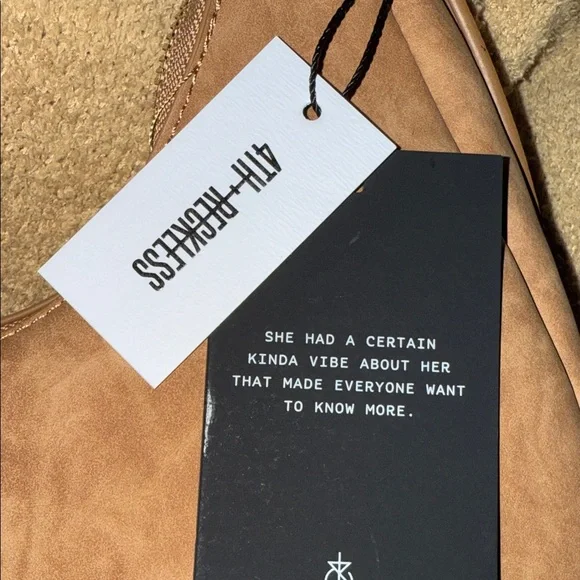 4TH+RECKLESS
SHE HAD A CERTAIN
KINDA VIBE ABOUT HER
THAT MADE EVERYONE WANT
TO KNOW MORE.